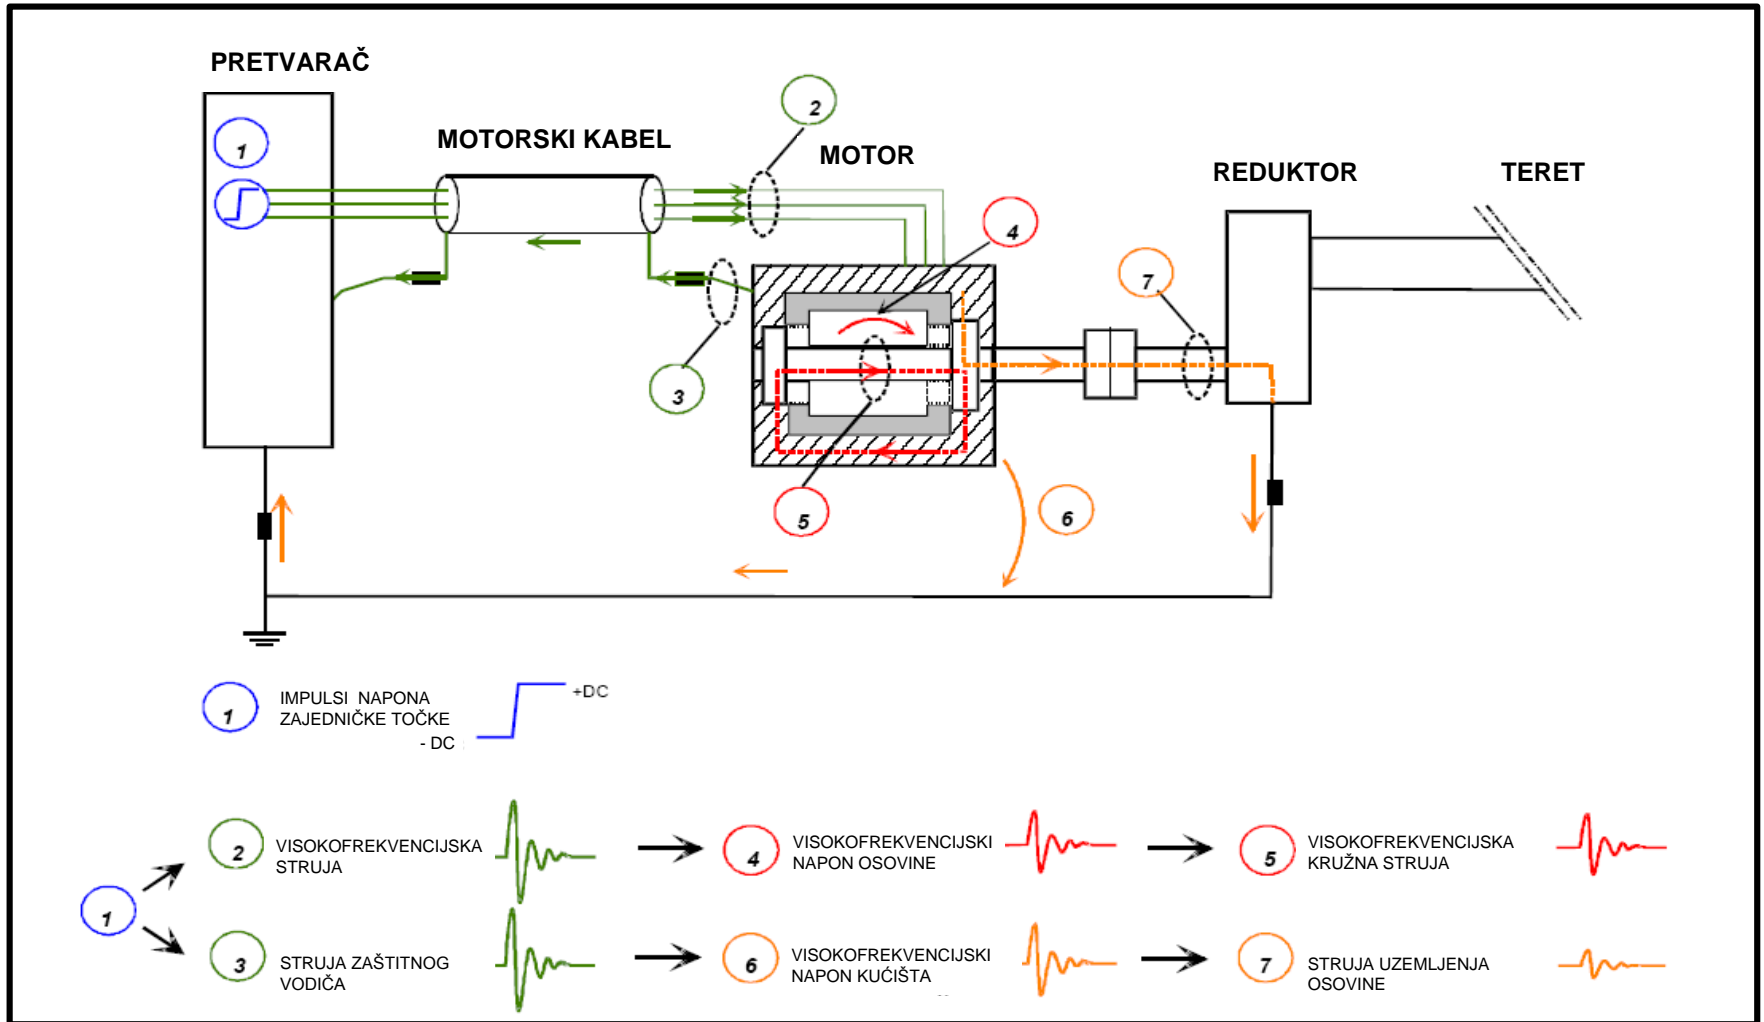 PRETVARAČ
1
MOTORSKI KABEL
2
MOTOR
REDUKTOR
TERET
4
7
3
5
6
1
IMPULSI NAPONA
ZAJEDNIČKE TOČKE
+DC
- DC
2
VISOKOFREKVENCIJSKA
STRUJA
4
VISOKOFREKVENCIJSKI
NAPON OSOVINE
5
VISOKOFREKVENCIJSKA
KRUŽNA STRUJA
1
3
STRUJA ZAŠTITNOG
VODIČA
6
VISOKOFREKVENCIJSKI
NAPON KUĆIŠTA
7
STRUJA UZEMLJENJA
OSOVINE